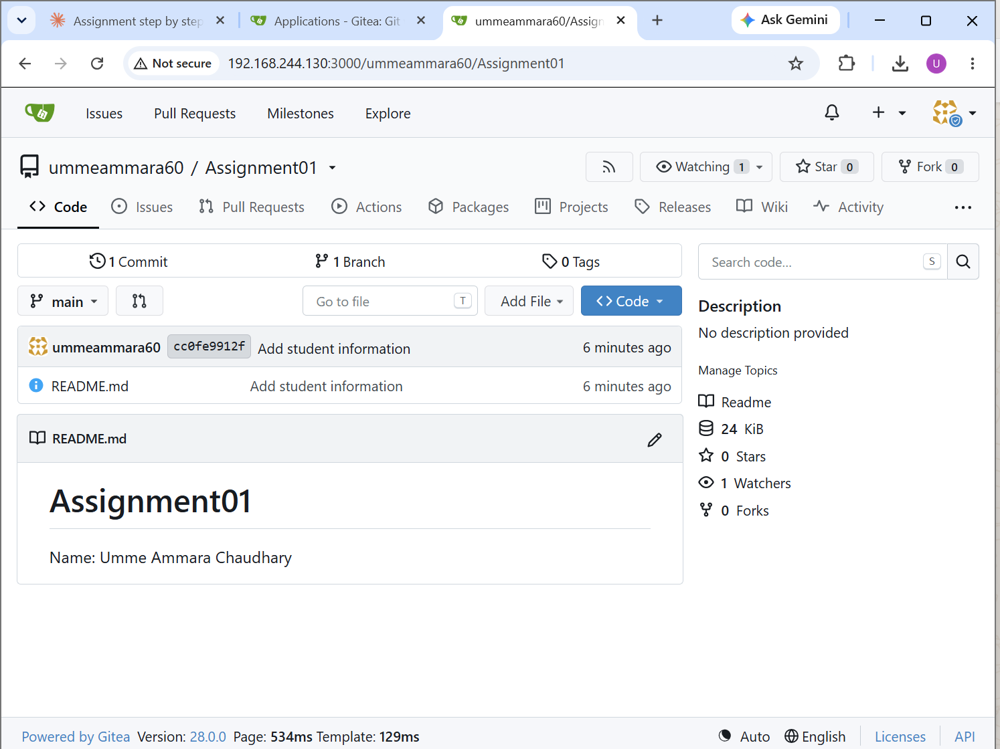 Assignment step by step
Applications - Gitea: Git
ummeammara60/Assign
Ask Gemini
Not secure
192.168.244.130:3000/ummeammara60/Assignment01
U
Issues
Pull Requests
Milestones
Explore
ummeammara60 / Assignment01
Watching 1
Star 0
Fork 0
Code
Issues
Pull Requests
Actions
Packages
Projects
Releases
Wiki
Activity
1 Commit
1 Branch
0 Tags
Search code... S
main
Go to file T
Add File
Code
Description
No description provided
ummeammara60 cc0fe9912f Add student information 6 minutes ago
README.md Add student information 6 minutes ago
Manage Topics
Readme
24 KiB
0 Stars
1 Watchers
0 Forks
README.md
Assignment01
Name: Umme Ammara Chaudhary
Powered by Gitea Version: 28.0.0 Page: 534ms Template: 129ms
Auto
English
Licenses
API